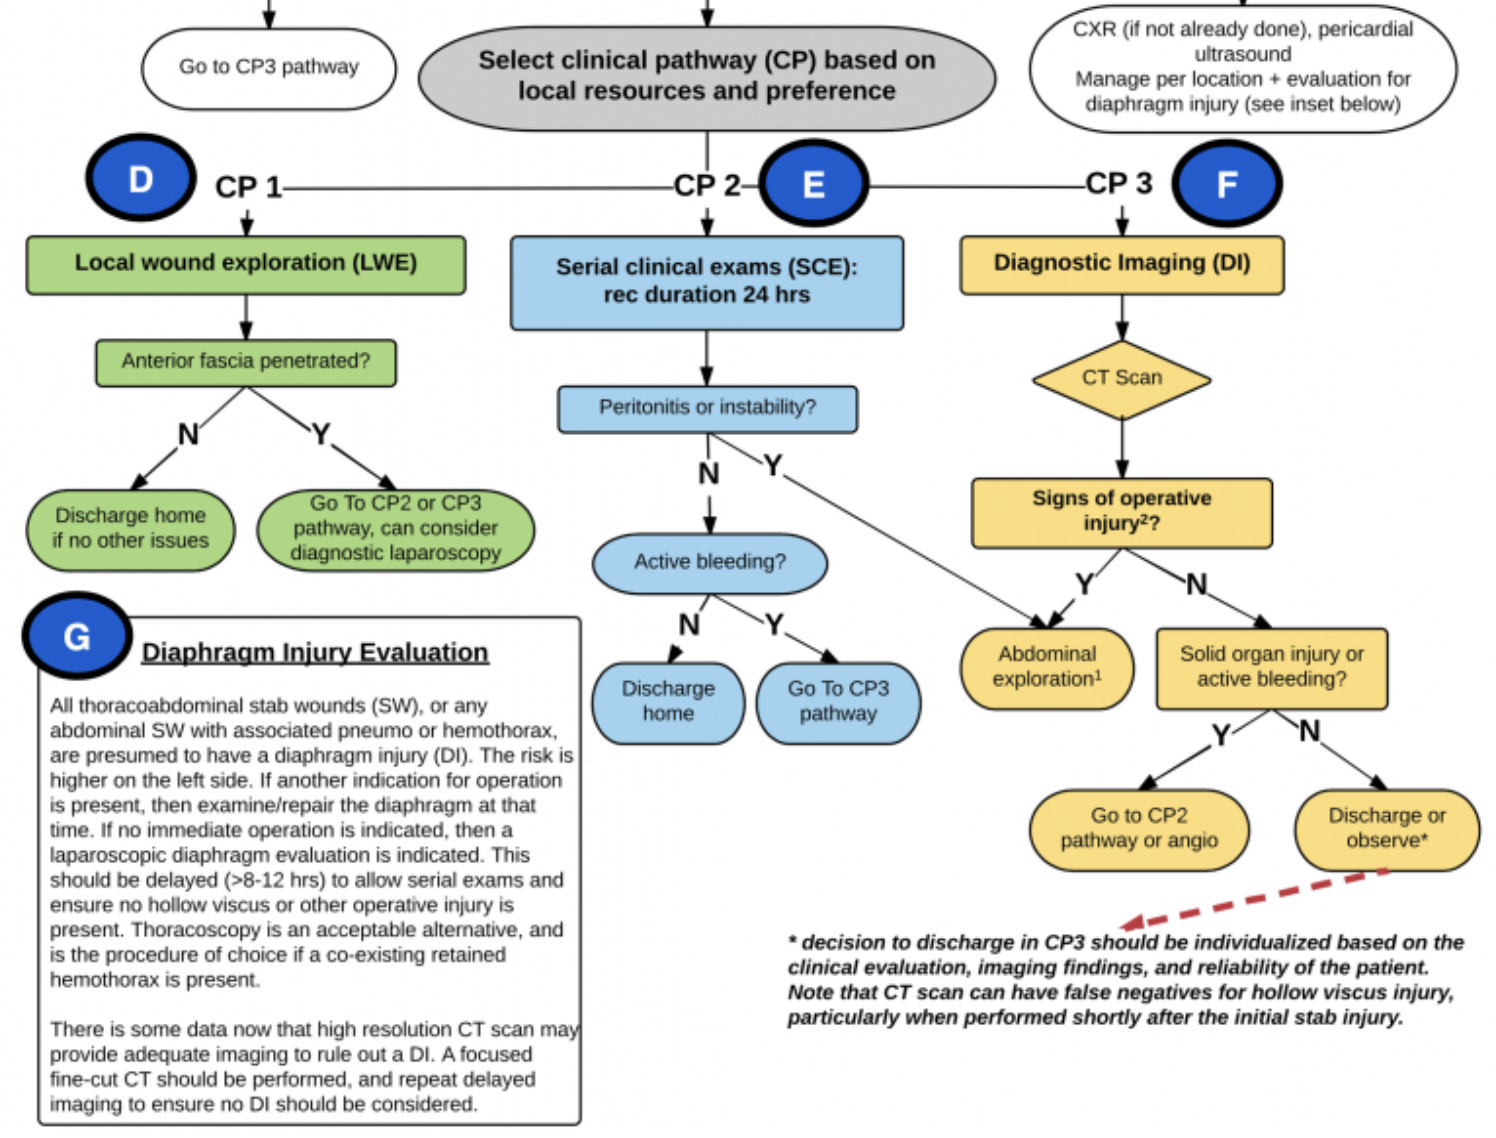 Go to CP3 pathway
Select clinical pathway (CP) based on
local resources and preference
CXR (if not already done), pericardial
ultrasound
Manage per location + evaluation for
diaphragm injury (see inset below)
D
CP 1
CP 2
E
CP 3
F
Local wound exploration (LWE)
Serial clinical exams (SCE):
rec duration 24 hrs
Diagnostic Imaging (DI)
Anterior fascia penetrated?
Peritonitis or instability?
CT Scan
N
Y
N
Y
Discharge home
if no other issues
Go To CP2 or CP3
pathway, can consider
diagnostic laparoscopy
Signs of operative
injury²?
Active bleeding?
Y
N
N
Y
Discharge
home
Go To CP3
pathway
Abdominal
exploration¹
Solid organ injury or
active bleeding?
Y
N
Go to CP2
pathway or angio
Discharge or
observe*
* decision to discharge in CP3 should be individualized based on the
clinical evaluation, imaging findings, and reliability of the patient.
Note that CT scan can have false negatives for hollow viscus injury,
particularly when performed shortly after the initial stab injury.
G
Diaphragm Injury Evaluation
All thoracoabdominal stab wounds (SW), or any
abdominal SW with associated pneumo or hemothorax,
are presumed to have a diaphragm injury (DI). The risk is
higher on the left side. If another indication for operation
is present, then examine/repair the diaphragm at that
time. If no immediate operation is indicated, then a
laparoscopic diaphragm evaluation is indicated. This
should be delayed (>8-12 hrs) to allow serial exams and
ensure no hollow viscus or other operative injury is
present. Thoracoscopy is an acceptable alternative, and
is the procedure of choice if a co-existing retained
hemothorax is present.
There is some data now that high resolution CT scan may
provide adequate imaging to rule out a DI. A focused
fine-cut CT should be performed, and repeat delayed
imaging to ensure no DI should be considered.